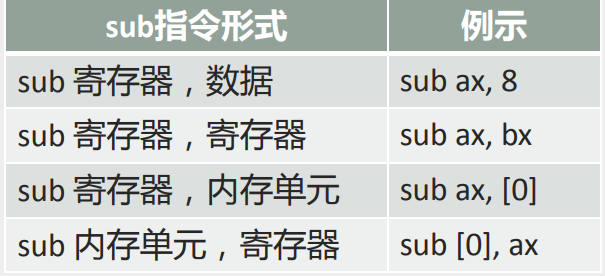 sub指令形式 例示
sub 寄存器，数据 sub ax, 8
sub 寄存器，寄存器 sub ax, bx
sub 寄存器，内存单元 sub ax, [0]
sub 内存单元，寄存器 sub [0], ax